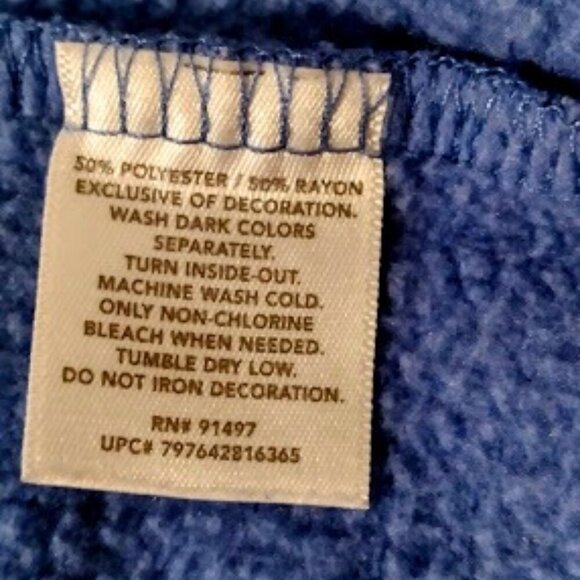 50% POLYESTER / 50% RAYON
EXCLUSIVE OF DECORATION.
WASH DARK COLORS
SEPARATELY.
TURN INSIDE-OUT.
MACHINE WASH COLD.
ONLY NON-CHLORINE
BLEACH WHEN NEEDED.
TUMBLE DRY LOW.
DO NOT IRON DECORATION.
RN# 91497
UPC# 797642816365